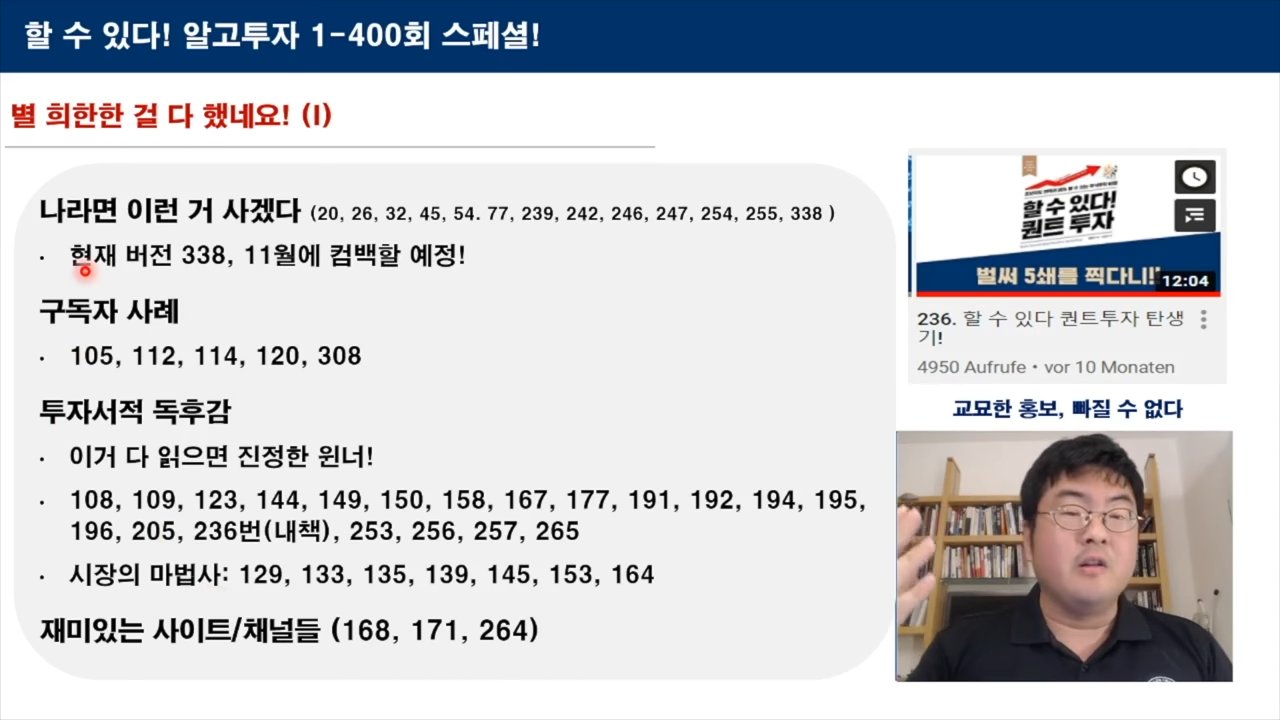 할 수 있다! 알고투자 1-400회 스페셜!
별 희한한 걸 다 했네요! (I)
나라면 이런 거 사겠다 (20, 26, 32, 45, 54. 77, 239, 242, 246, 247, 254, 255, 338 )
· 현재 버전 338, 11월에 컴백할 예정!
구독자 사례
· 105, 112, 114, 120, 308
투자서적 독후감
· 이거 다 읽으면 진정한 윈너!
· 108, 109, 123, 144, 149, 150, 158, 167, 177, 191, 192, 194, 195,
196, 205, 236번(내책), 253, 256, 257, 265
· 시장의 마법사: 129, 133, 135, 139, 145, 153, 164
재미있는 사이트/채널들 (168, 171, 264)
할 수 있다!
퀀트 투자
벌써 5쇄를 찍다니!!
12:04
236. 할 수 있다 퀀트투자 탄생
기!
4950 Aufrufe • vor 10 Monaten
교묘한 홍보, 빠질 수 없다